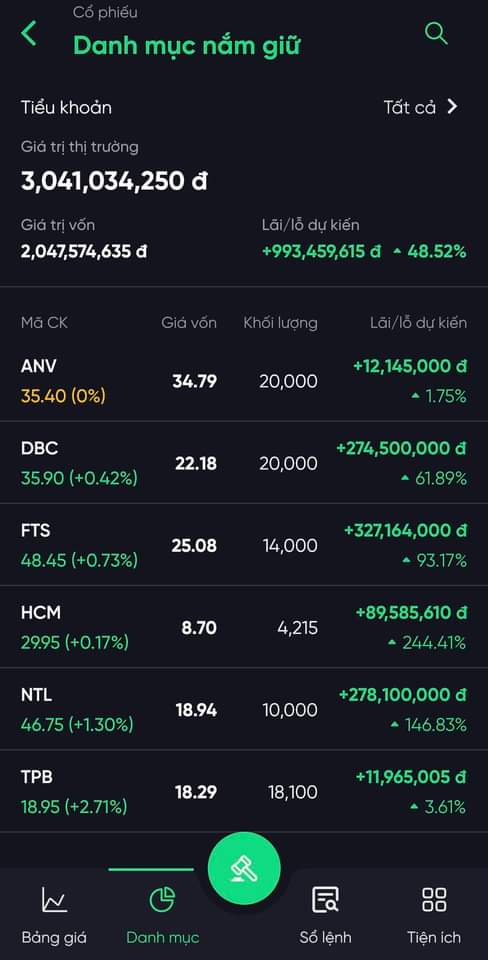 Cổ phiếu
Danh mục nắm giữ
Tiểu khoản Tất cả
Giá trị thị trường
3,041,034,250 đ
Giá trị vốn Lãi/lỗ dự kiến
2,047,574,635 đ +993,459,615 đ 48.52%
Mã CK Giá vốn Khối lượng Lãi/lỗ dự kiến
ANV 34.79 20,000 +12,145,000 đ
35.40 (0%) 1.75%
DBC 22.18 20,000 +274,500,000 đ
35.90 (+0.42%) 61.89%
FTS 25.08 14,000 +327,164,000 đ
48.45 (+0.73%) 93.17%
HCM 8.70 4,215 +89,585,610 đ
29.95 (+0.17%) 244.41%
NTL 18.94 10,000 +278,100,000 đ
46.75 (+1.30%) 146.83%
TPB 18.29 18,100 +11,965,005 đ
18.95 (+2.71%) 3.61%
Bảng giá Danh mục Sổ lệnh Tiện ích